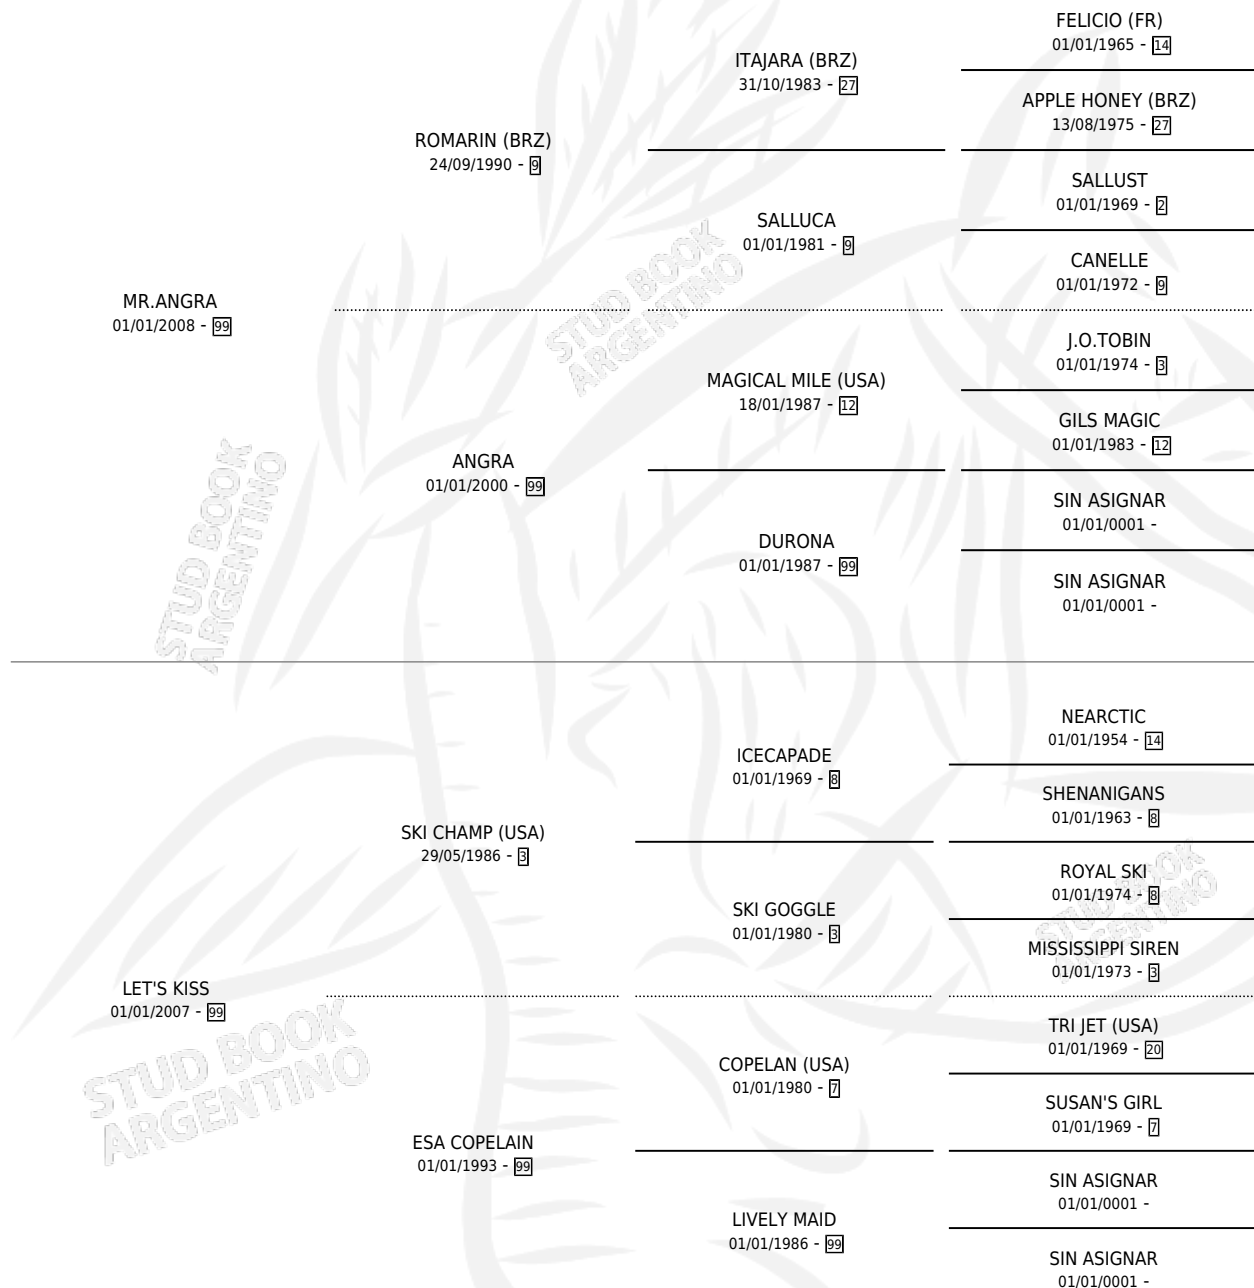 FELICIO (FR)
01/01/1965 - 14
ITAJARA (BRZ)
31/10/1983 - 27
APPLE HONEY (BRZ)
13/08/1975 - 27
ROMARIN (BRZ)
24/09/1990 - 9
SALLUST
01/01/1969 - 2
SALLUCA
01/01/1981 - 9
CANELLE
01/01/1972 - 9
MR.ANGRA
01/01/2008 - 99
J.O.TOBIN
01/01/1974 - 3
MAGICAL MILE (USA)
18/01/1987 - 12
GILS MAGIC
01/01/1983 - 12
ANGRA
01/01/2000 - 99
SIN ASIGNAR
01/01/0001 -
DURONA
01/01/1987 - 99
SIN ASIGNAR
01/01/0001 -
STUD BOOK
ARGENTINO
STUD BOOK
ARGENTINO
NEARCTIC
01/01/1954 - 14
ICECAPADE
01/01/1969 - 8
SHENANIGANS
01/01/1963 - 8
SKI CHAMP (USA)
29/05/1986 - 3
ROYAL SKI
01/01/1974 - 8
SKI GOGGLE
01/01/1980 - 3
MISSISSIPPI SIREN
01/01/1973 - 3
LET'S KISS
01/01/2007 - 99
TRI JET (USA)
01/01/1969 - 20
COPELAN (USA)
01/01/1980 - 7
SUSAN'S GIRL
01/01/1969 - 7
ESA COPELAIN
01/01/1993 - 99
SIN ASIGNAR
01/01/0001 -
LIVELY MAID
01/01/1986 - 99
SIN ASIGNAR
01/01/0001 -
STUD BOOK
ARGENTINO
STUD BOOK
ARGENTINO